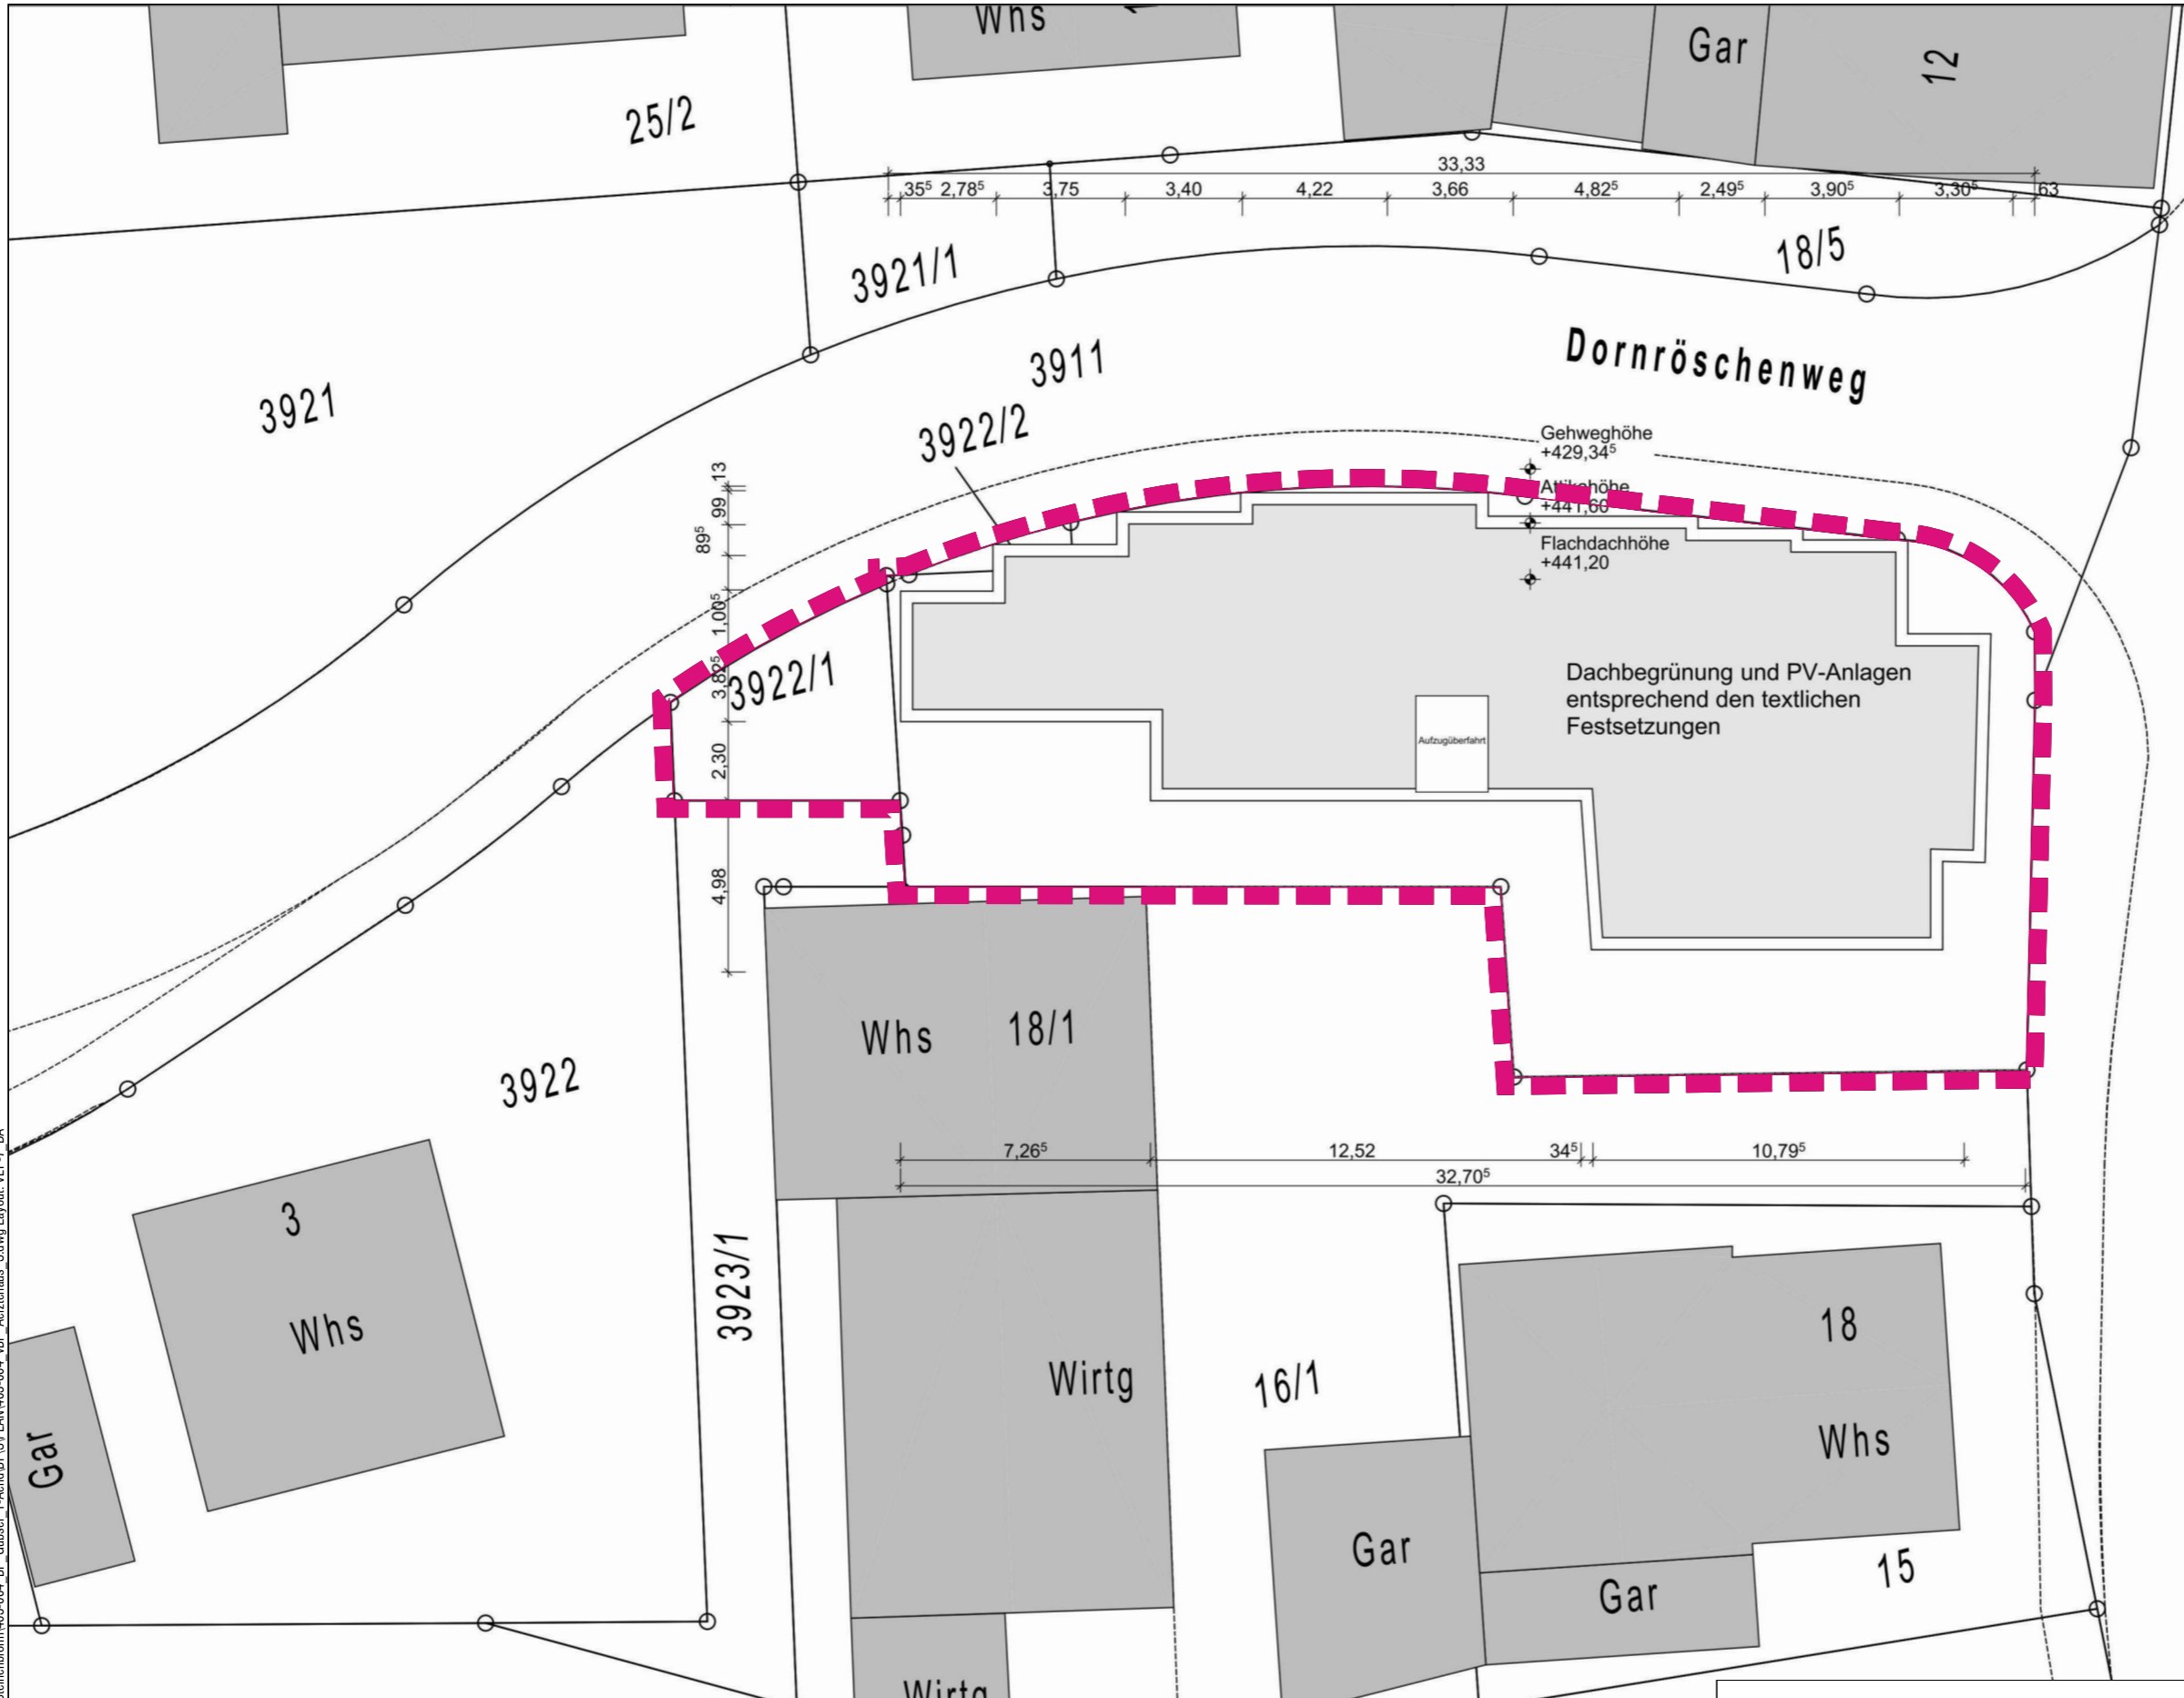 Whs
Gar
12
25/2
33,33
35⁵ 2,78⁵ 3,75 3,40 4,22 3,66 4,82⁵ 2,49⁵ 3,90⁵ 3,30⁵ 63
3921/1
18/5
3911
Dornröschenweg
3921
3922/2
Gehweghöhe
+429,34⁵
Attikahöhe
+441,60
Flachdachhöhe
+441,20
13
99
89⁵
1,00⁵
3,82⁵
2,30
4,98
3922/1
Dachbegrünung und PV-Anlagen
entsprechend den textlichen
Festsetzungen
Aufzugüberfahrt
Whs 18/1
3922
7,26⁵ 12,52 34⁵ 10,79⁵
32,70⁵
3
Whs
3923/1
Wirtg
16/1
18
Whs
Gar
Gar
Gar
15
Wirtg